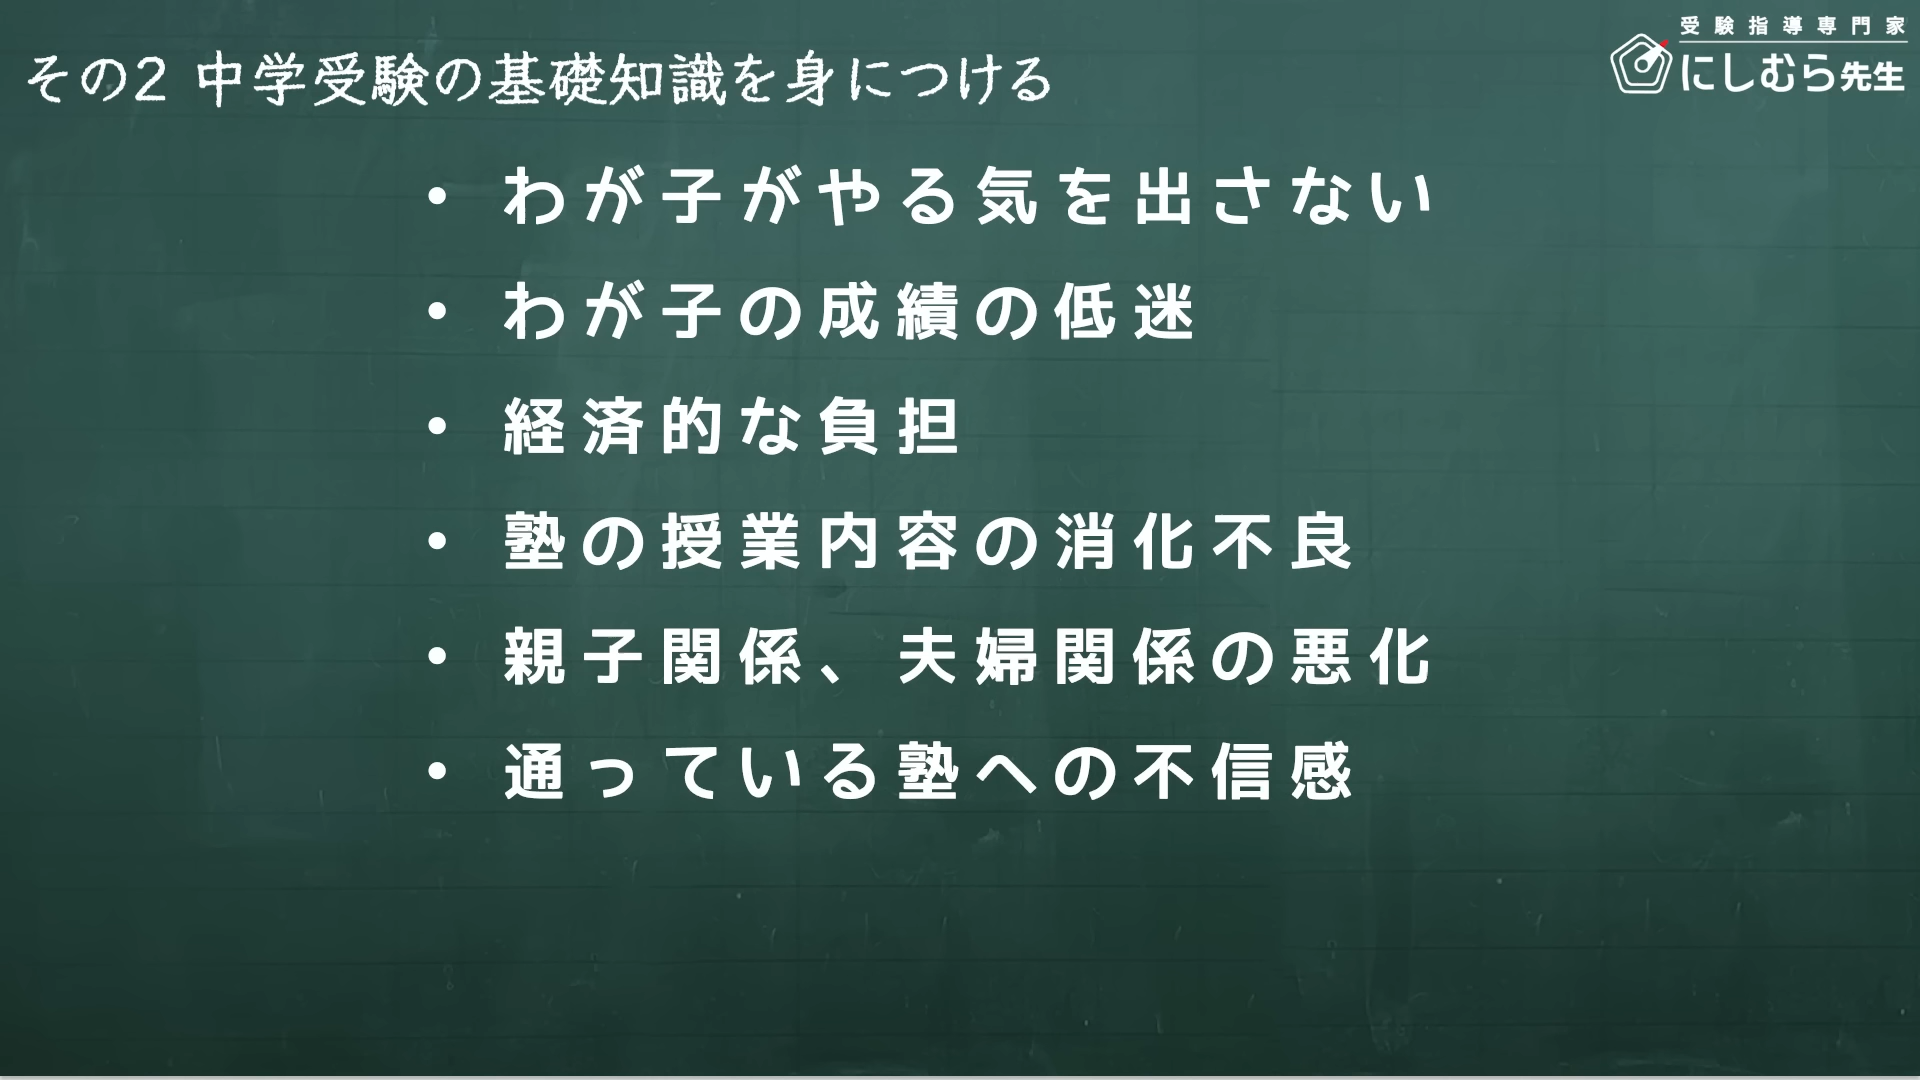 その2 中学受験の基礎知識を身につける
受験指導専門家
にしむら先生
• わが子がやる気を出さない
• わが子の成績の低迷
• 経済的な負担
• 塾の授業内容の消化不良
• 親子関係、夫婦関係の悪化
• 通っている塾への不信感